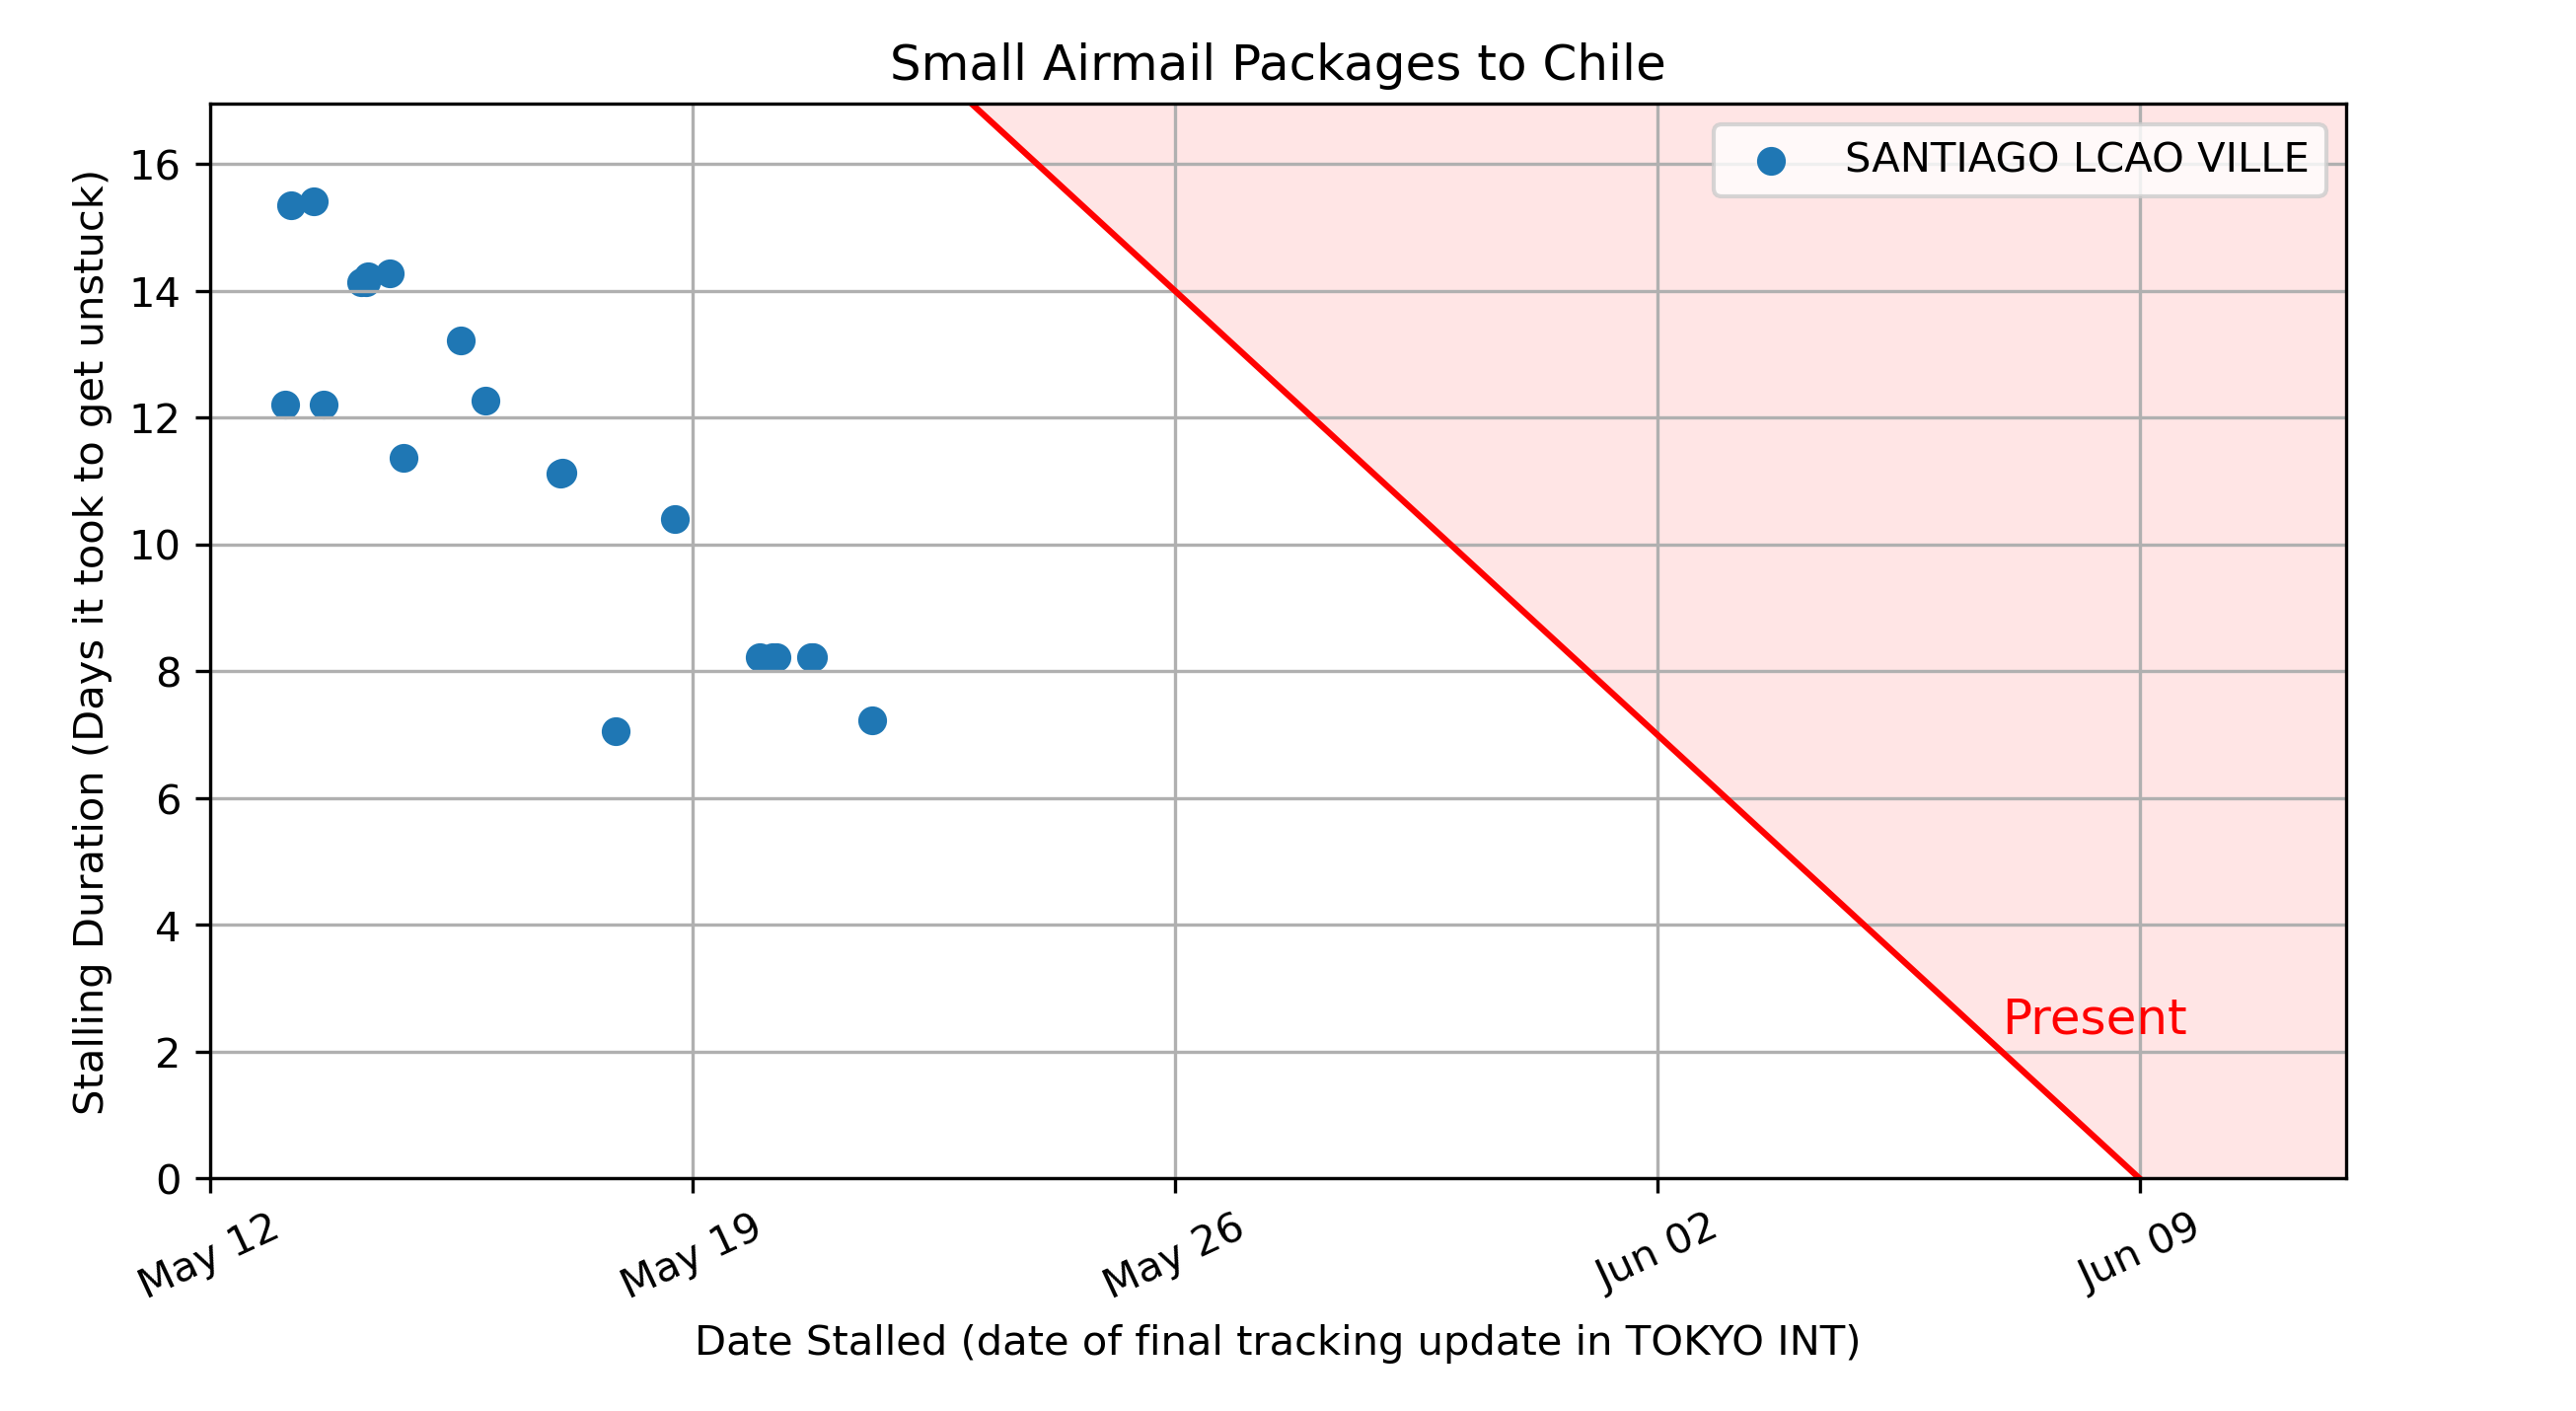 Small Airmail Packages to Chile
SANTIAGO LCAO VILLE
Stalling Duration (Days it took to get unstuck)
16
14
12
10
8
6
4
2
0
Present
May 12
May 19
May 26
Jun 02
Jun 09
Date Stalled (date of final tracking update in TOKYO INT)